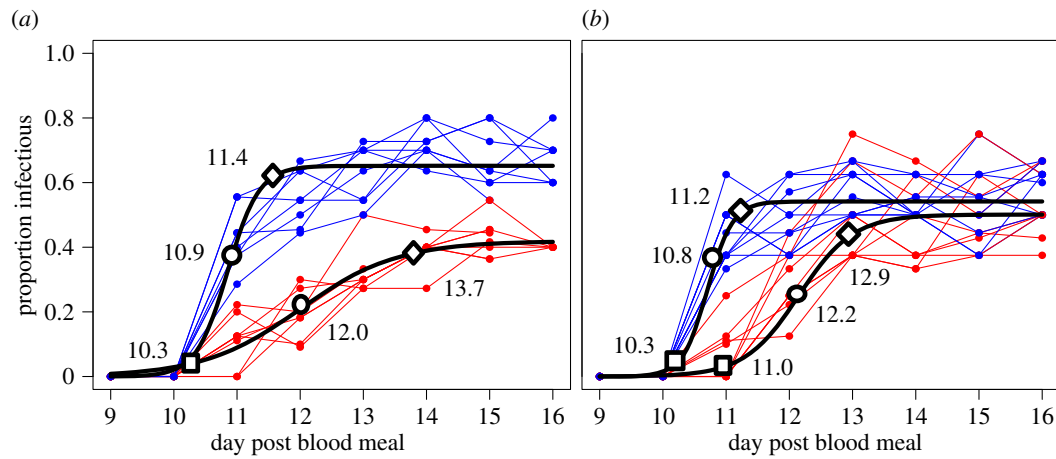 (a)
(b)
proportion infectious
1.0
0.8
0.6
0.4
0.2
0
11.4
10.9
10.3
13.7
12.0
9 10 11 12 13 14 15 16
day post blood meal
11.2
10.8
10.3
12.9
12.2
11.0
9 10 11 12 13 14 15 16
day post blood meal